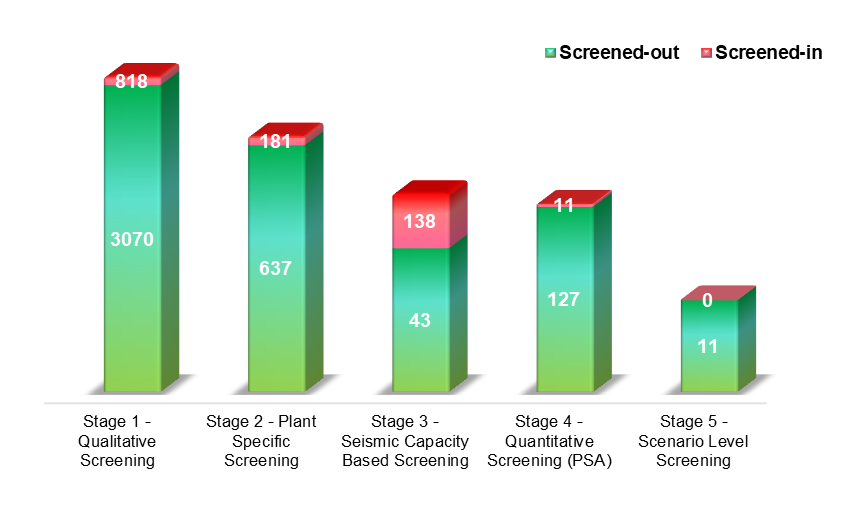 Screened-out
Screened-in
818
3070
181
637
138
43
11
127
0
11
Stage 1 -
Qualitative
Screening
Stage 2 - Plant
Specific
Screening
Stage 3 -
Seismic Capacity
Based Screening
Stage 4 -
Quantitative
Screening (PSA)
Stage 5 -
Scenario Level
Screening